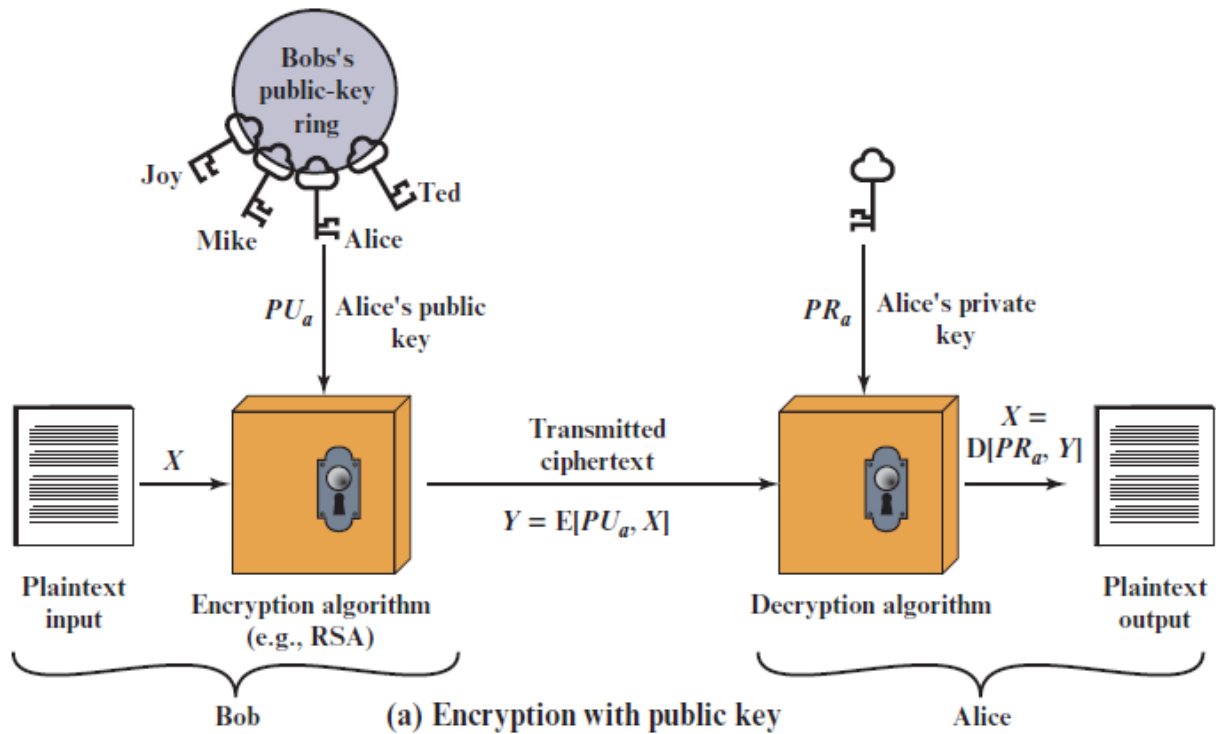 Bobs's
public-key
ring
Joy
Ted
Mike
Alice
PUₐ
Alice's public
key
PRₐ
Alice's private
key
X
Transmitted
ciphertext
X =
D[PRₐ, Y]
Y = E[PUₐ, X]
Plaintext
input
Encryption algorithm
(e.g., RSA)
Decryption algorithm
Plaintext
output
Bob
(a) Encryption with public key
Alice